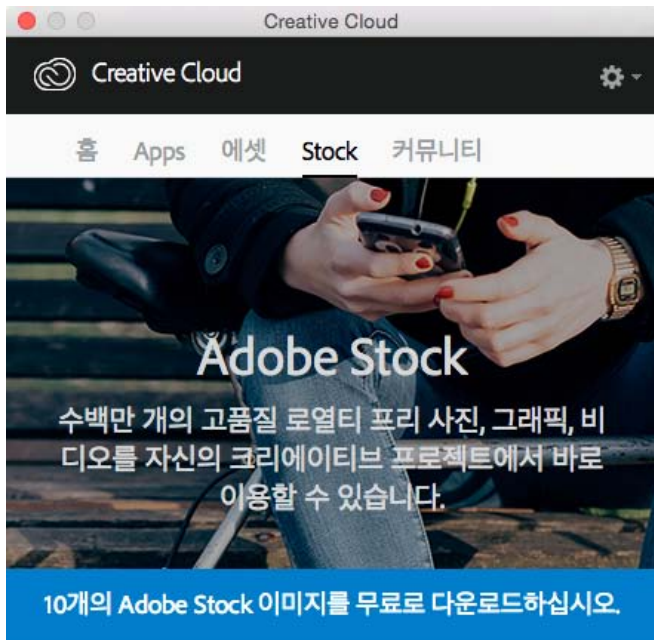 Creative Cloud
Creative Cloud
홈 Apps 에셋 Stock 커뮤니티
Adobe Stock
수백만 개의 고품질 로열티 프리 사진, 그래픽, 비
디오를 자신의 크리에이티브 프로젝트에서 바로
이용할 수 있습니다.
10개의 Adobe Stock 이미지를 무료로 다운로드하십시오.